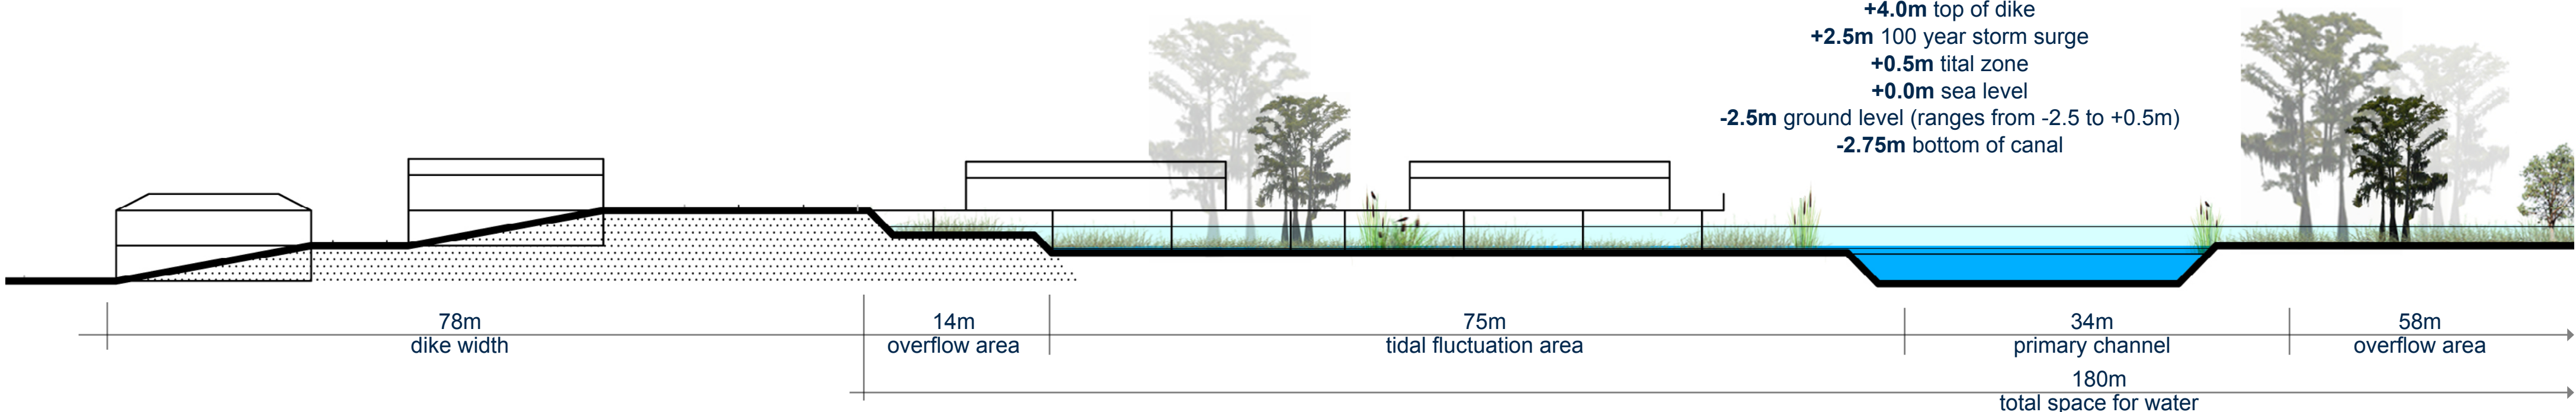 +4.0m top of dike
+2.5m 100 year storm surge
+0.5m tital zone
+0.0m sea level
-2.5m ground level (ranges from -2.5 to +0.5m)
-2.75m bottom of canal
78m
dike width
14m
overflow area
75m
tidal fluctuation area
34m
primary channel
58m
overflow area
180m
total space for water